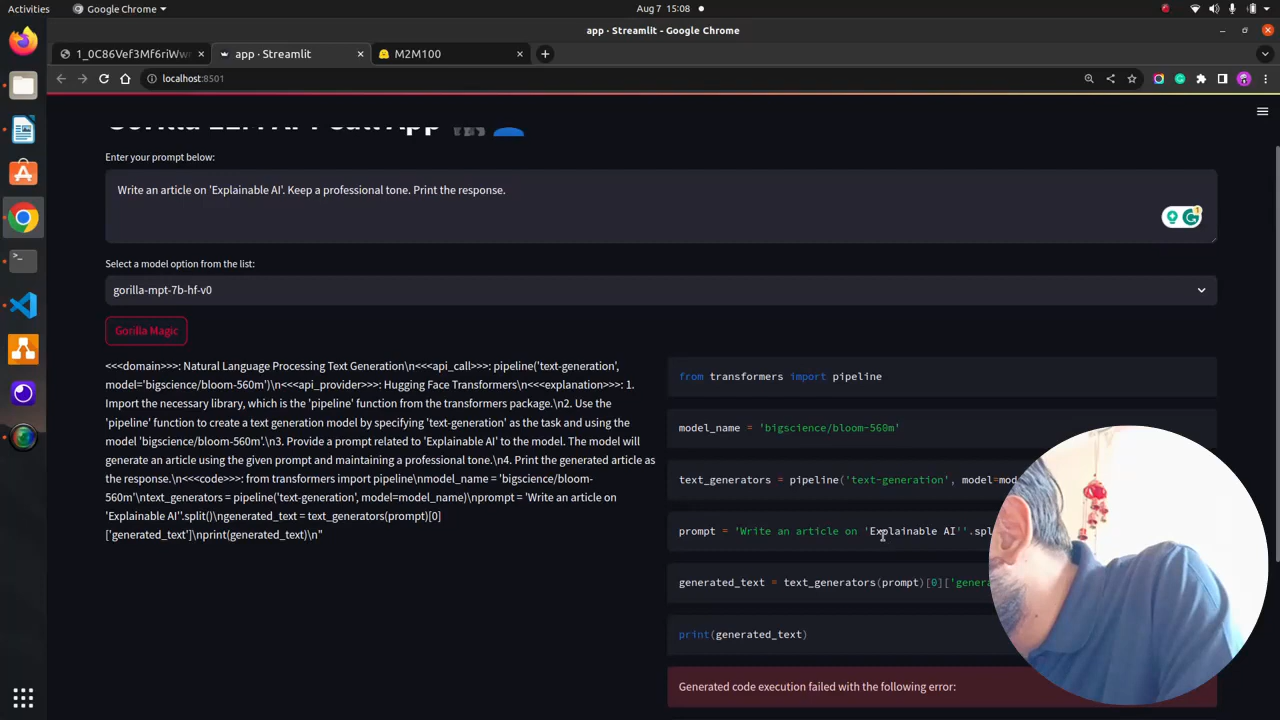 Activities
Google Chrome
Aug 7 15:08
app · Streamlit - Google Chrome
1_0C86Vef3Mf6riWw
app · Streamlit
M2M100
localhost:8501
Gorilla LLM API Call App
Enter your prompt below:
Write an article on 'Explainable AI'. Keep a professional tone. Print the response.
1
Select a model option from the list:
gorilla-mpt-7b-hf-v0
Gorilla Magic
<<<domain>>>: Natural Language Processing Text Generation\n<<<api_call>>>: pipeline('text-generation',
model='bigscience/bloom-560m')\n<<<api_provider>>>: Hugging Face Transformers\n<<<explanation>>>: 1.
Import the necessary library, which is the 'pipeline' function from the transformers package.\n2. Use the
'pipeline' function to create a text generation model by specifying 'text-generation' as the task and using the
model 'bigscience/bloom-560m'.\n3. Provide a prompt related to 'Explainable AI' to the model. The model will
generate an article using the given prompt and maintaining a professional tone.\n4. Print the generated article as
the response.\n<<<code>>>: from transformers import pipeline\nmodel_name = 'bigscience/bloom-
560m'\ntext_generators = pipeline('text-generation', model=model_name)\nprompt = 'Write an article on
'Explainable AI''.split()\ngenerated_text = text_generators(prompt)[0]
['generated_text']\nprint(generated_text)\n"
from transformers import pipeline
model_name = 'bigscience/bloom-560m'
text_generators = pipeline('text-generation', model=mod
prompt = 'Write an article on 'Explainable AI''.spl
generated_text = text_generators(prompt)[0]['genera
print(generated_text)
Generated code execution failed with the following error: